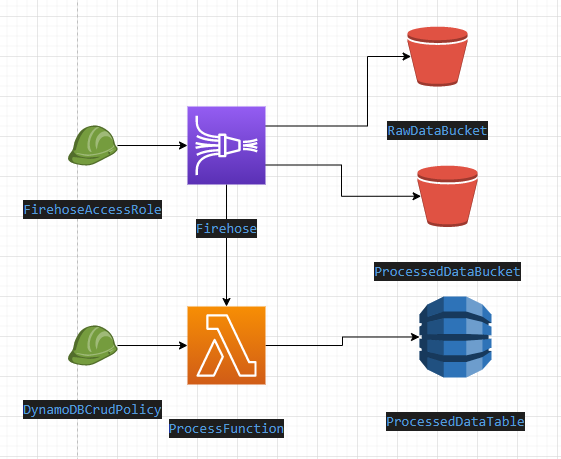 RawDataBucket
FirehoseAccessRole
Firehose
ProcessedDataBucket
DynamoDBCrudPolicy
ProcessFunction
ProcessedDataTable